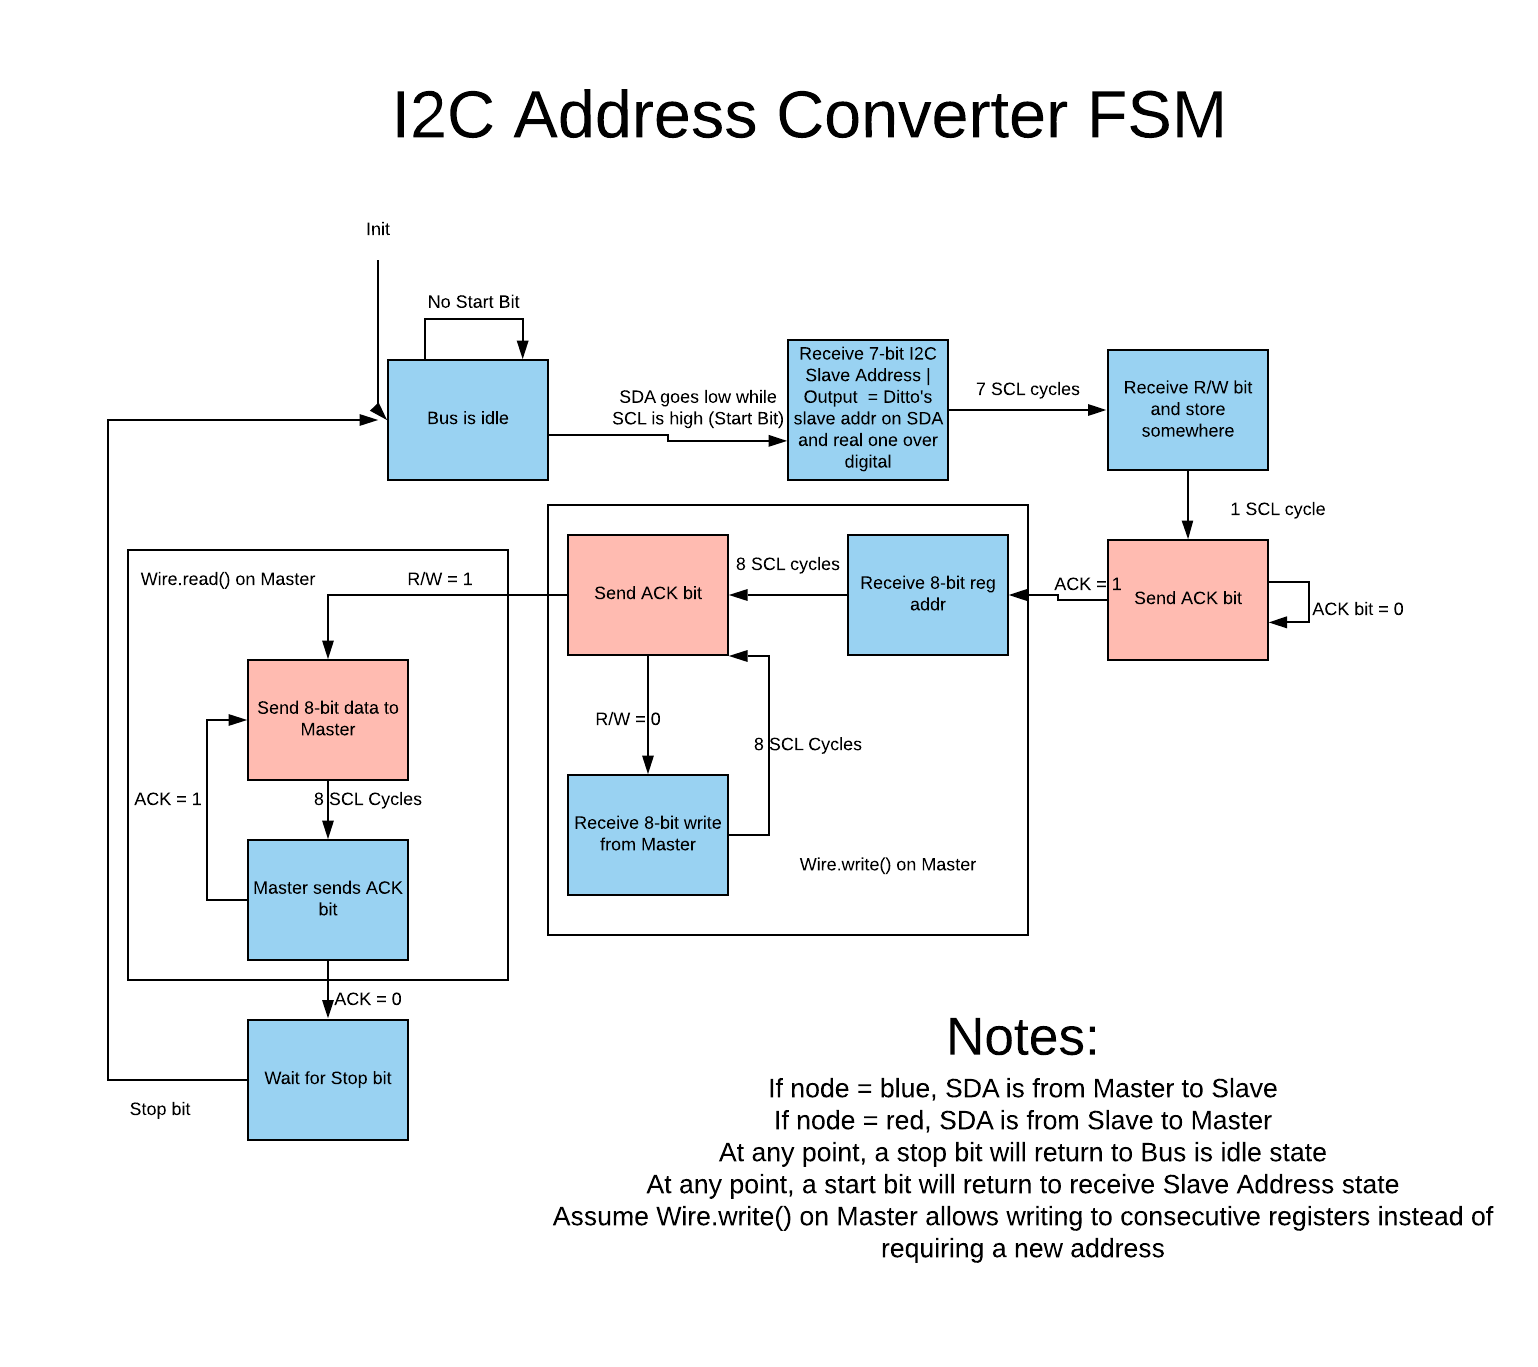 I2C Address Converter FSM
Init
No Start Bit
Bus is idle
SDA goes low while
SCL is high (Start Bit)
Receive 7-bit I2C
Slave Address |
Output = Ditto's
slave addr on SDA
and real one over
digital
7 SCL cycles
Receive R/W bit
and store
somewhere
1 SCL cycle
Send ACK bit
ACK bit = 0
ACK = 1
Receive 8-bit reg
addr
8 SCL cycles
Send ACK bit
R/W = 0
8 SCL Cycles
Receive 8-bit write
from Master
Wire.write() on Master
R/W = 1
Wire.read() on Master
Send 8-bit data to
Master
ACK = 1
8 SCL Cycles
Master sends ACK
bit
ACK = 0
Wait for Stop bit
Stop bit
Notes:
If node = blue, SDA is from Master to Slave
If node = red, SDA is from Slave to Master
At any point, a stop bit will return to Bus is idle state
At any point, a start bit will return to receive Slave Address state
Assume Wire.write() on Master allows writing to consecutive registers instead of
requiring a new address